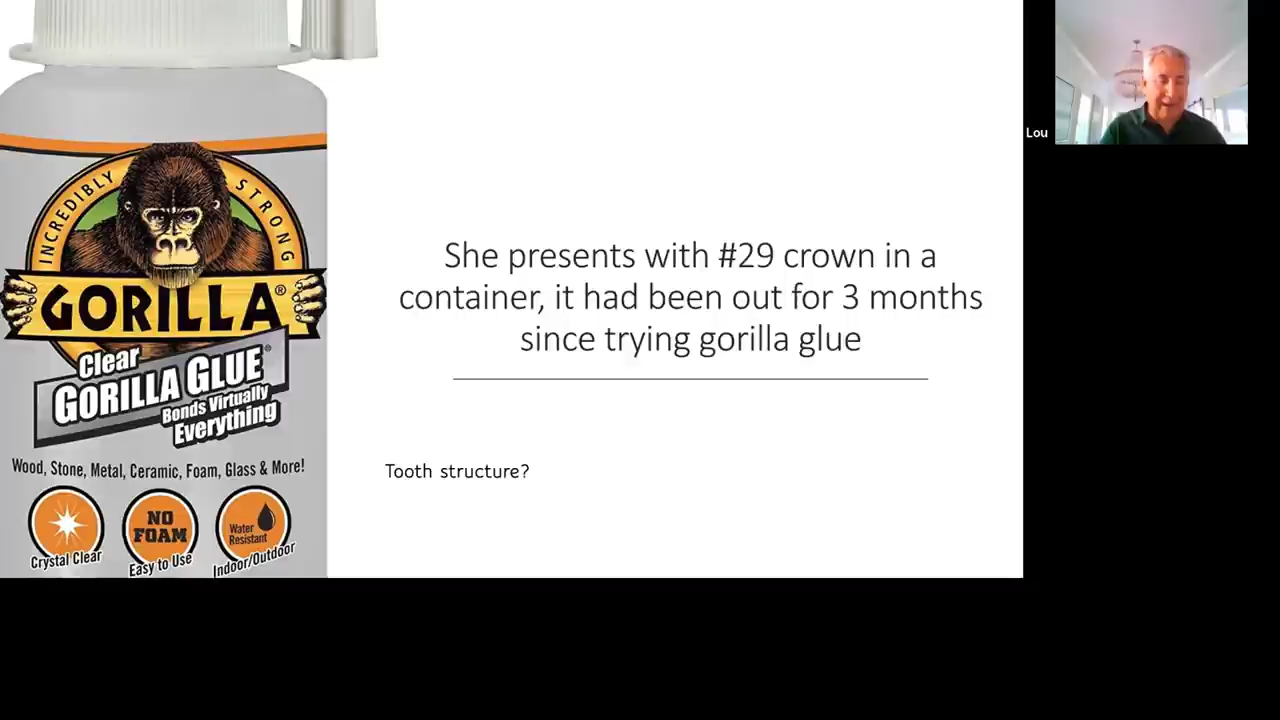 INCREDIBLY STRONG
GORILLA®
Clear
GORILLA GLUE®
Bonds Virtually
Everything
Wood, Stone, Metal, Ceramic, Foam, Glass & More!
NO
FOAM
Water
Resistant
Crystal Clear
Easy to Use
Indoor/Outdoor
She presents with #29 crown in a
container, it had been out for 3 months
since trying gorilla glue
Tooth structure?
Lou